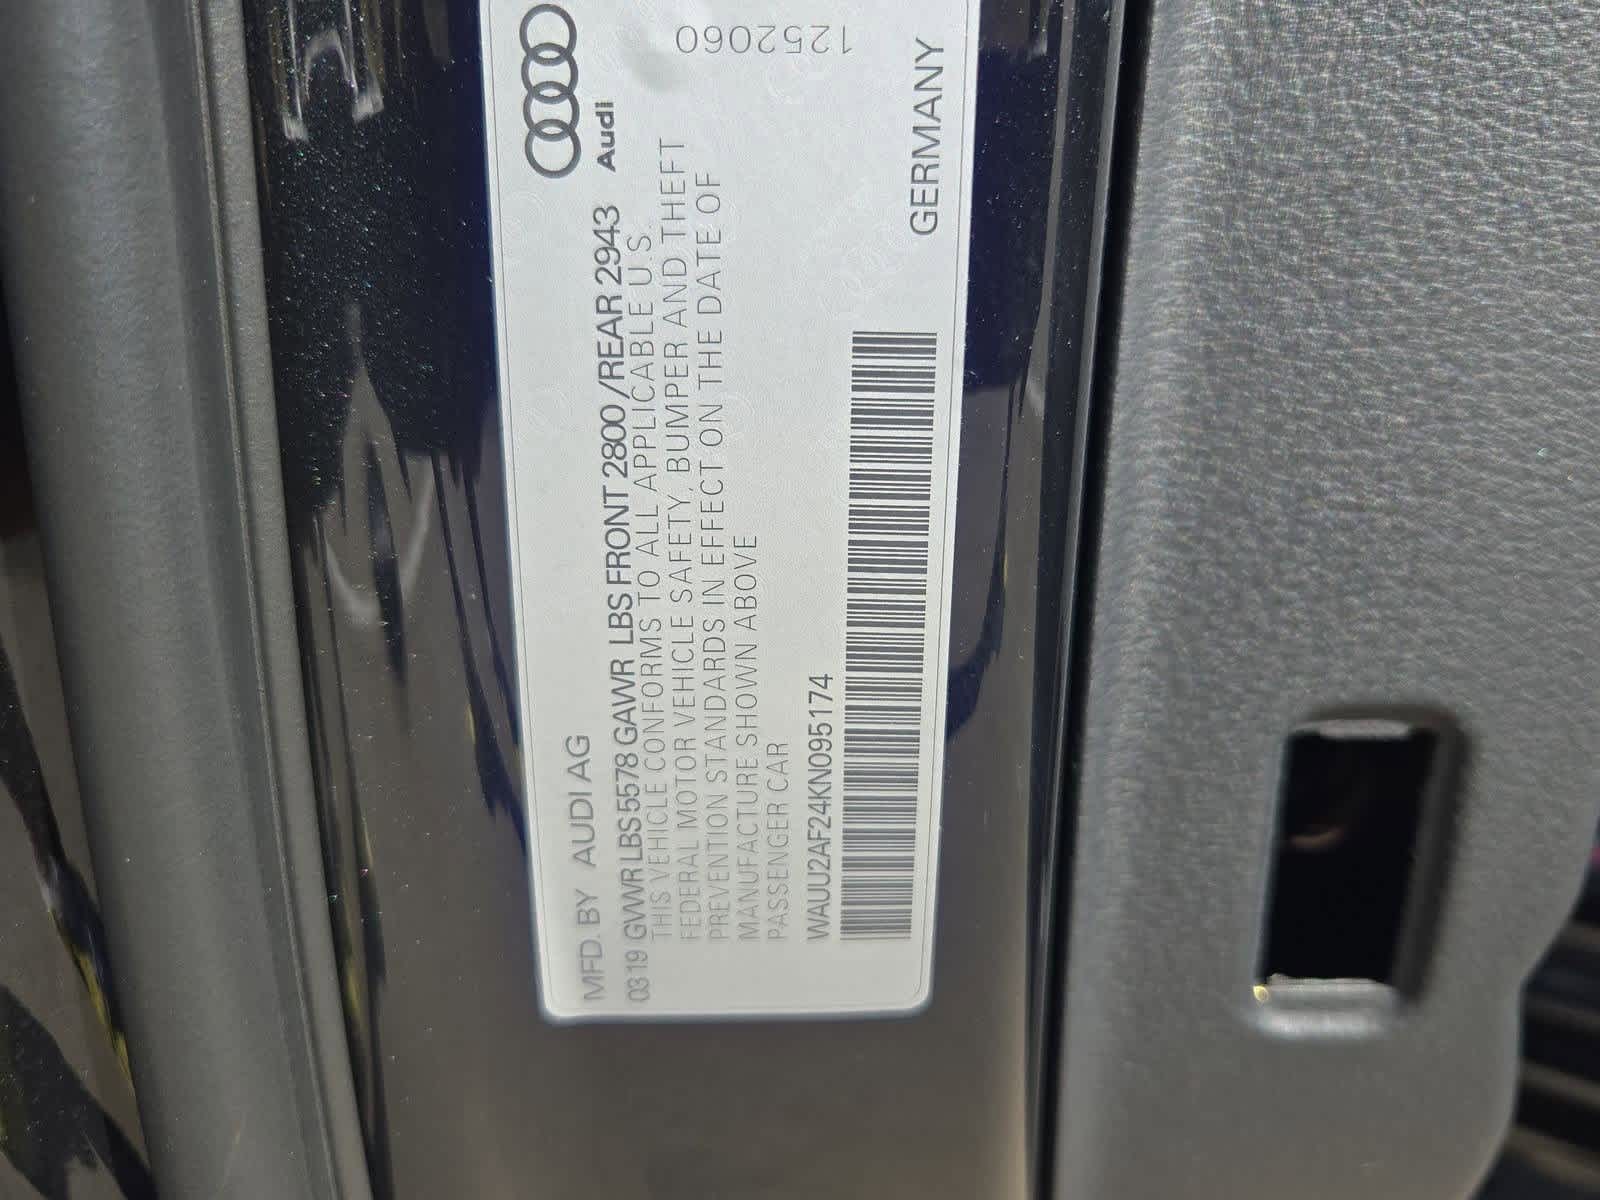 MFD. BY AUDI AG
Audi
0319 GVWR LBS 5578 GAWR LBS FRONT 2800/REAR 2943
THIS VEHICLE CONFORMS TO ALL APPLICABLE U.S.
FEDERAL MOTOR VEHICLE SAFETY, BUMPER AND THEFT
PREVENTION STANDARDS IN EFFECT ON THE DATE OF
MANUFACTURE SHOWN ABOVE
PASSENGER CAR
1252060
WAUU2AF24KN095174
GERMANY